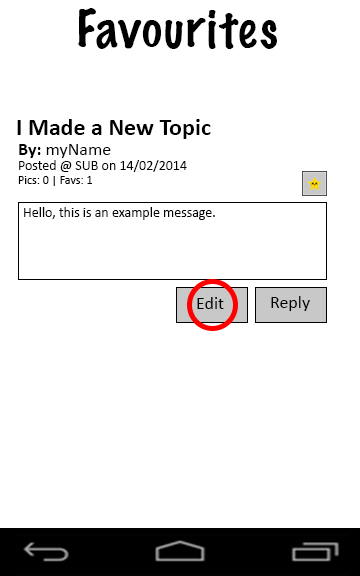 Favourites
I Made a New Topic
By: myName
Posted @ SUB on 14/02/2014
Pics: 0 | Favs: 1
Hello, this is an example message.
Edit Reply